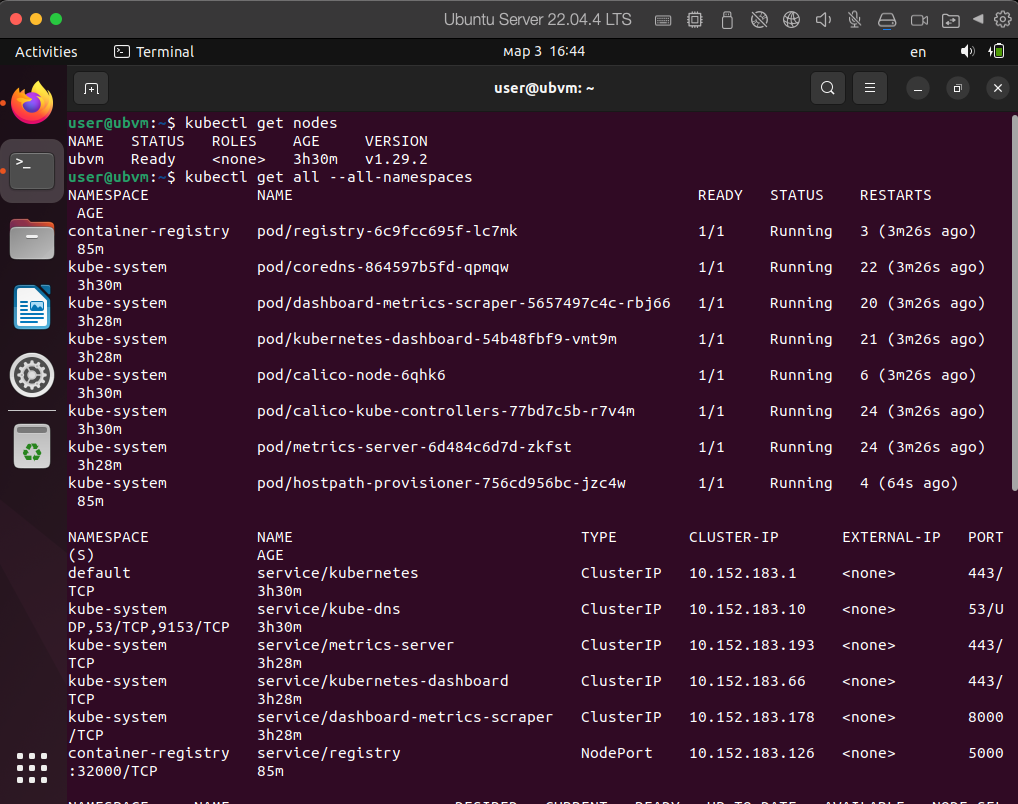 Ubuntu Server 22.04.4 LTS
Activities Terminal мар 3 16:44 en
user@ubvm: ~
user@ubvm:~$ kubectl get nodes
NAME STATUS ROLES AGE VERSION
ubvm Ready <none> 3h30m v1.29.2
user@ubvm:~$ kubectl get all --all-namespaces
NAMESPACE NAME READY STATUS RESTARTS
AGE
container-registry pod/registry-6c9fcc695f-lc7mk 1/1 Running 3 (3m26s ago)
85m
kube-system pod/coredns-864597b5fd-qpmqw 1/1 Running 22 (3m26s ago)
3h30m
kube-system pod/dashboard-metrics-scraper-5657497c4c-rbj66 1/1 Running 20 (3m26s ago)
3h28m
kube-system pod/kubernetes-dashboard-54b48fbf9-vmt9m 1/1 Running 21 (3m26s ago)
3h28m
kube-system pod/calico-node-6qhk6 1/1 Running 6 (3m26s ago)
3h30m
kube-system pod/calico-kube-controllers-77bd7c5b-r7v4m 1/1 Running 24 (3m26s ago)
3h30m
kube-system pod/metrics-server-6d484c6d7d-zkfst 1/1 Running 24 (3m26s ago)
3h28m
kube-system pod/hostpath-provisioner-756cd956bc-jzc4w 1/1 Running 4 (64s ago)
85m
NAMESPACE NAME TYPE CLUSTER-IP EXTERNAL-IP PORT
(S) AGE
default service/kubernetes ClusterIP 10.152.183.1 <none> 443/
TCP 3h30m
kube-system service/kube-dns ClusterIP 10.152.183.10 <none> 53/U
DP,53/TCP,9153/TCP 3h30m
kube-system service/metrics-server ClusterIP 10.152.183.193 <none> 443/
TCP 3h28m
kube-system service/kubernetes-dashboard ClusterIP 10.152.183.66 <none> 443/
TCP 3h28m
kube-system service/dashboard-metrics-scraper ClusterIP 10.152.183.178 <none> 8000
/TCP 3h28m
container-registry service/registry NodePort 10.152.183.126 <none> 5000
:32000/TCP 85m
NAMESPACE NAME DESIRED CURRENT READY UP-TO-DATE AVAILABLE NODE SEL